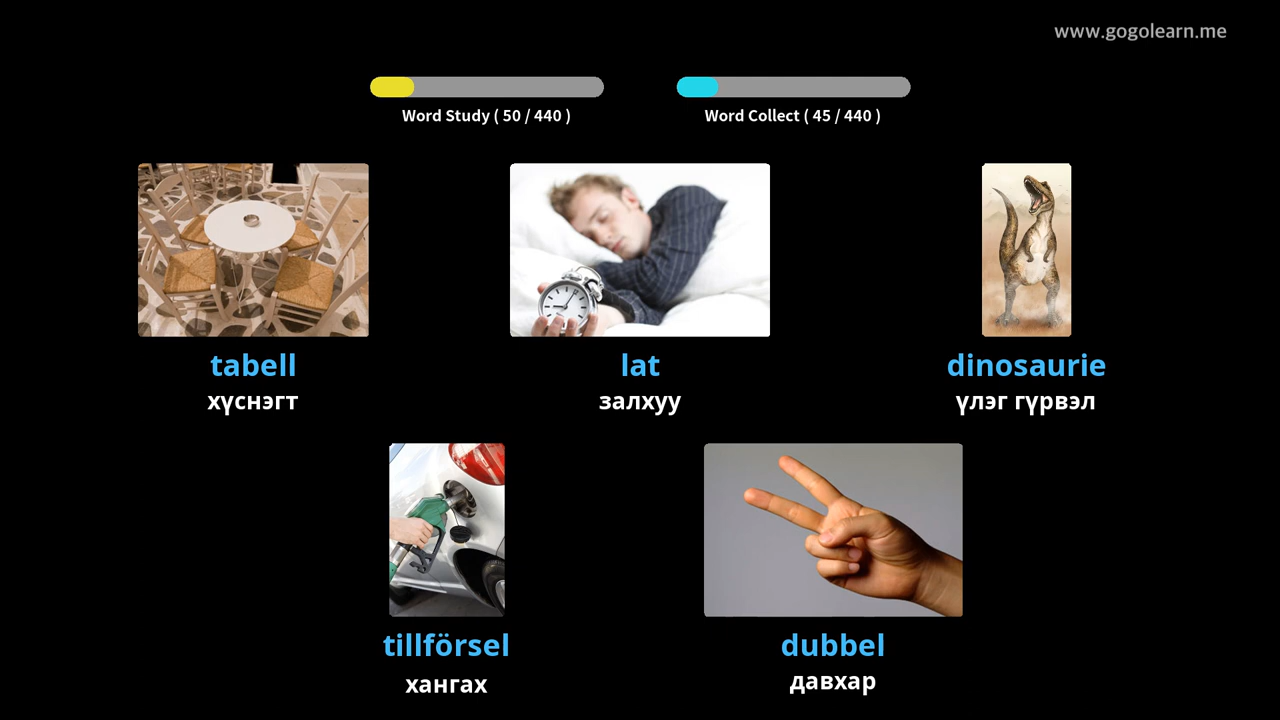 www.gogolearn.me
Word Study ( 50 / 440 )
Word Collect ( 45 / 440 )
tabell
хүснэгт
lat
залхуу
dinosaurie
үлэг гүрвэл
tillförsel
хангах
dubbel
давхар